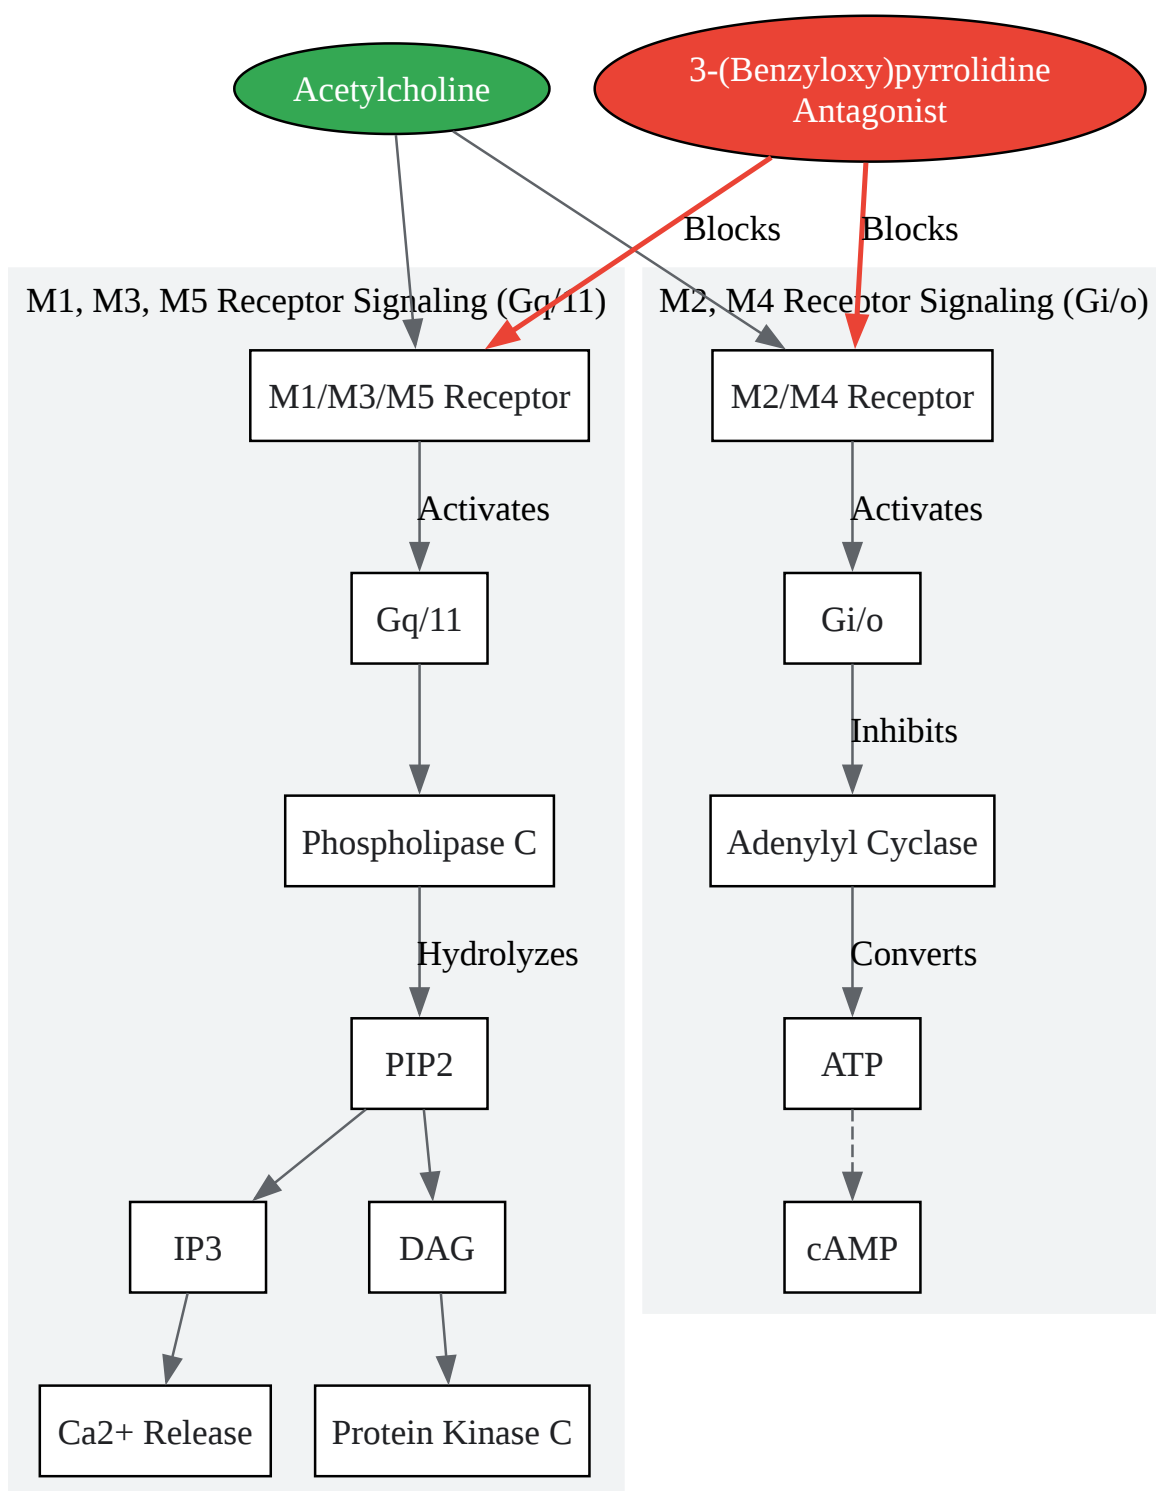 Acetylcholine
3-(Benzyloxy)pyrrolidine
Antagonist
Blocks
Blocks
M1, M3, M5 Receptor Signaling (Gq/11)
M2, M4 Receptor Signaling (Gi/o)
M1/M3/M5 Receptor
M2/M4 Receptor
Activates
Activates
Gq/11
Gi/o
Inhibits
Phospholipase C
Adenylyl Cyclase
Hydrolyzes
Converts
PIP2
ATP
IP3
DAG
cAMP
Ca2+ Release
Protein Kinase C